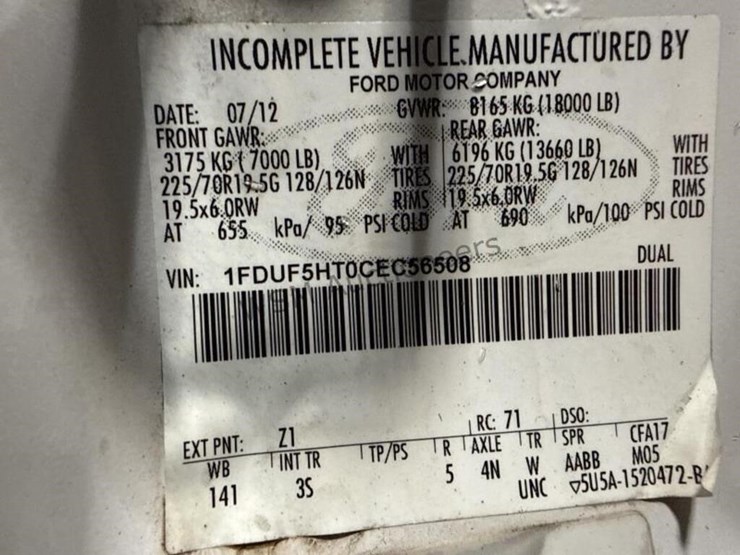 INCOMPLETE VEHICLE MANUFACTURED BY
FORD MOTOR COMPANY
DATE: 07/12 GVWR: 8165 KG (18000 LB)
FRONT GAWR: REAR GAWR:
3175 KG (7000 LB) WITH 6196 KG (13660 LB) WITH
225/70R19.5G 128/126N TIRES 225/70R19.5G 128/126N TIRES
19.5x6.0RW RIMS 19.5x6.0RW RIMS
AT 655 kPa/ 95 PSI COLD AT 690 kPa/100 PSI COLD
VIN: 1FDUF5HT0CEC56508 DUAL
EXT PNT: Z1 RC: 71 DSO:
WB INT TR TP/PS R AXLE TR SPR CFA17
141 3S 5 4N W AABB M05
UNC ▽5U5A-1520472-B